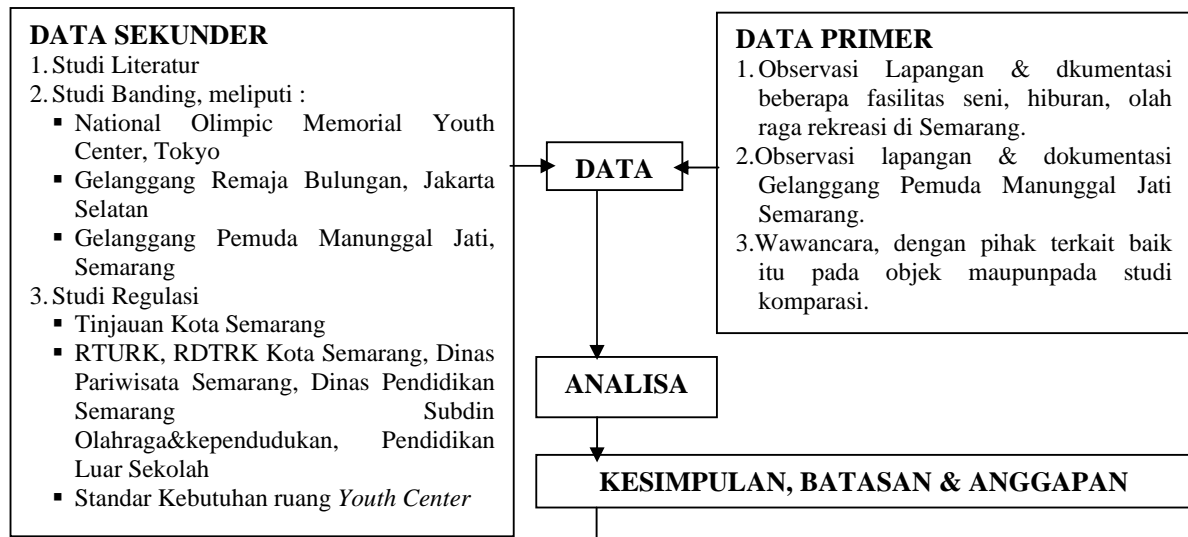 DATA SEKUNDER
1. Studi Literatur
2. Studi Banding, meliputi :
▪ National Olimpic Memorial Youth
Center, Tokyo
▪ Gelanggang Remaja Bulungan, Jakarta
Selatan
▪ Gelanggang Pemuda Manunggal Jati,
Semarang
3. Studi Regulasi
▪ Tinjauan Kota Semarang
▪ RTURK, RDTRK Kota Semarang, Dinas
Pariwisata Semarang, Dinas Pendidikan
Semarang Subdin
Olahraga&kependudukan, Pendidikan
Luar Sekolah
▪ Standar Kebutuhan ruang Youth Center
DATA
DATA PRIMER
1. Observasi Lapangan & dkumentasi
beberapa fasilitas seni, hiburan, olah
raga rekreasi di Semarang.
2.Observasi lapangan & dokumentasi
Gelanggang Pemuda Manunggal Jati
Semarang.
3.Wawancara, dengan pihak terkait baik
itu pada objek maupunpada studi
komparasi.
ANALISA
KESIMPULAN, BATASAN & ANGGAPAN